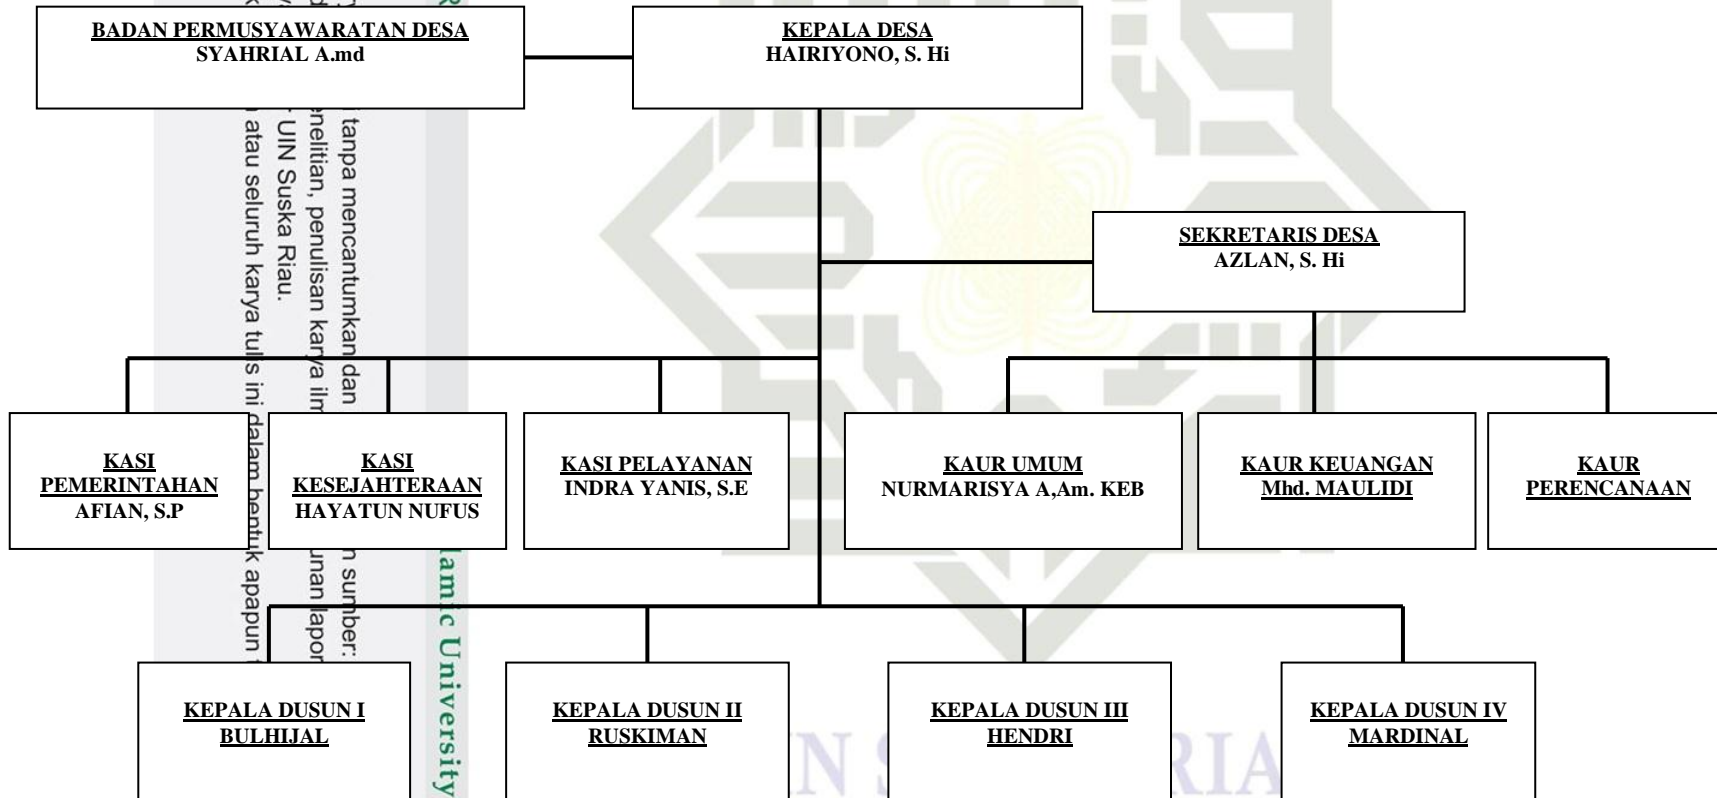 BADAN PERMUSYAWARATAN DESA
SYAHRIAL A.md
KEPALA DESA
HAIRIYONO, S. Hi
SEKRETARIS DESA
AZLAN, S. Hi
KASI
PEMERINTAHAN
AFIAN, S.P
KASI
KESEJAHTERAAN
HAYATUN NUFUS
KASI PELAYANAN
INDRA YANIS, S.E
KAUR UMUM
NURMARISYA A,Am. KEB
KAUR KEUANGAN
Mhd. MAULIDI
KAUR
PERENCANAAN
KEPALA DUSUN I
BULHIJAL
KEPALA DUSUN II
RUSKIMAN
KEPALA DUSUN III
HENDRI
KEPALA DUSUN IV
MARDINAL
tanpa mencantumkan dan sumber:
penulisan karya
UIN Suska Riau.
atau seluruh karya tulis ini dalam bentuk apapun
University